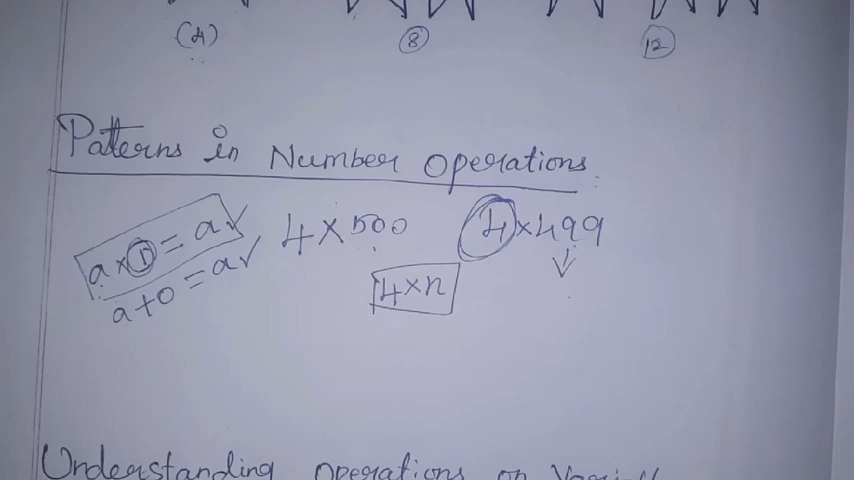 (4) 8 12
Patterns in Number Operations.
a×1 = a✓ 4×500 4×499
a+0 = a✓ 4×n
Understanding operations on